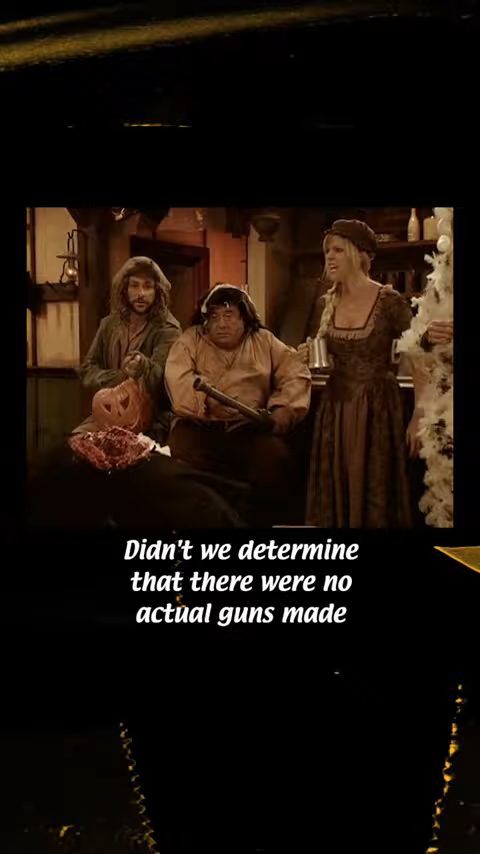 Didn't we determine
that there were no
actual guns made